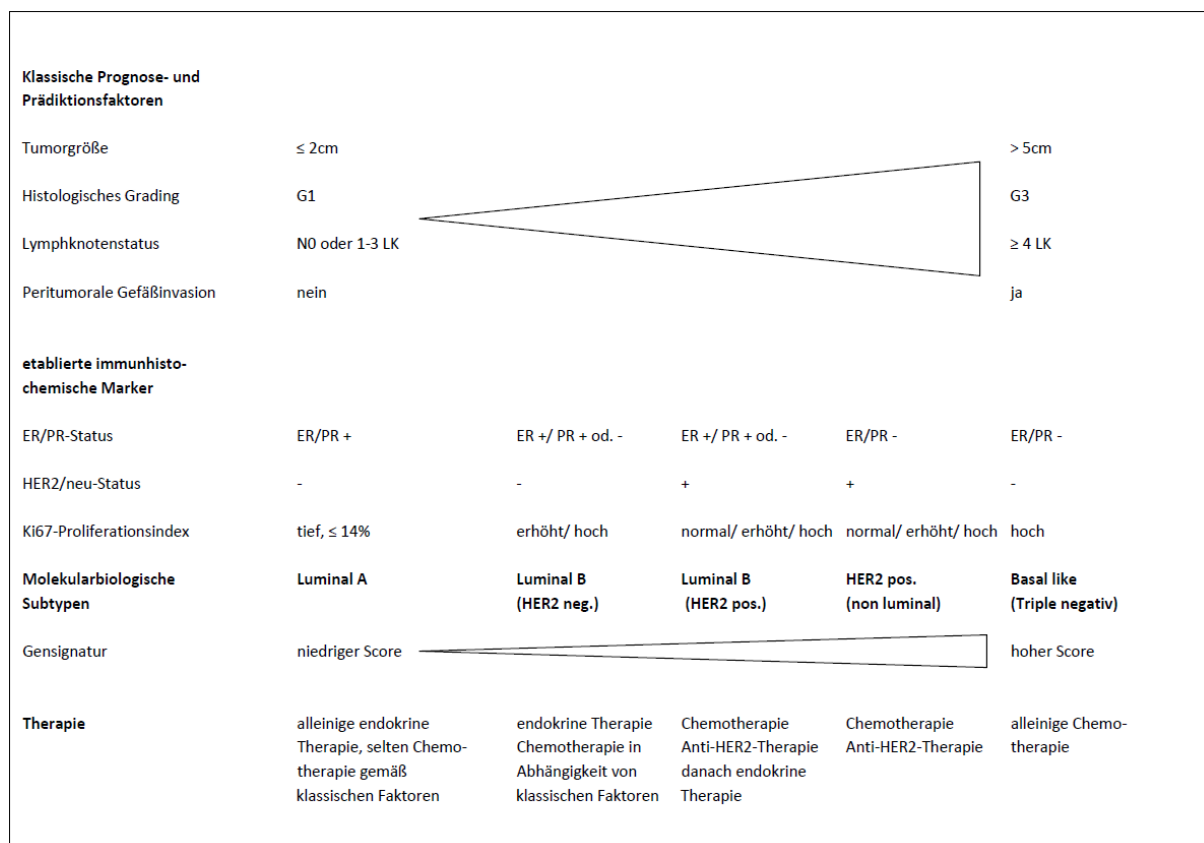 Klassische Prognose- und
Prädiktionsfaktoren
Tumorgröße ≤ 2cm > 5cm
Histologisches Grading G1 G3
Lymphknotenstatus N0 oder 1-3 LK ≥ 4 LK
Peritumorale Gefäßinvasion nein ja
etablierte immunhisto-
chemische Marker
ER/PR-Status ER/PR + ER +/ PR + od. - ER +/ PR + od. - ER/PR - ER/PR -
HER2/neu-Status - - + + -
Ki67-Proliferationsindex tief, ≤ 14% erhöht/ hoch normal/ erhöht/ hoch normal/ erhöht/ hoch hoch
Molekularbiologische Luminal A Luminal B Luminal B HER2 pos. Basal like
Subtypen (HER2 neg.) (HER2 pos.) (non luminal) (Triple negativ)
Gensignatur niedriger Score hoher Score
Therapie alleinige endokrine endokrine Therapie Chemotherapie Chemotherapie alleinige Chemo-
Therapie, selten Chemo- Chemotherapie in Anti-HER2-Therapie Anti-HER2-Therapie therapie
therapie gemäß Abhängigkeit von danach endokrine
klassischen Faktoren klassischen Faktoren Therapie